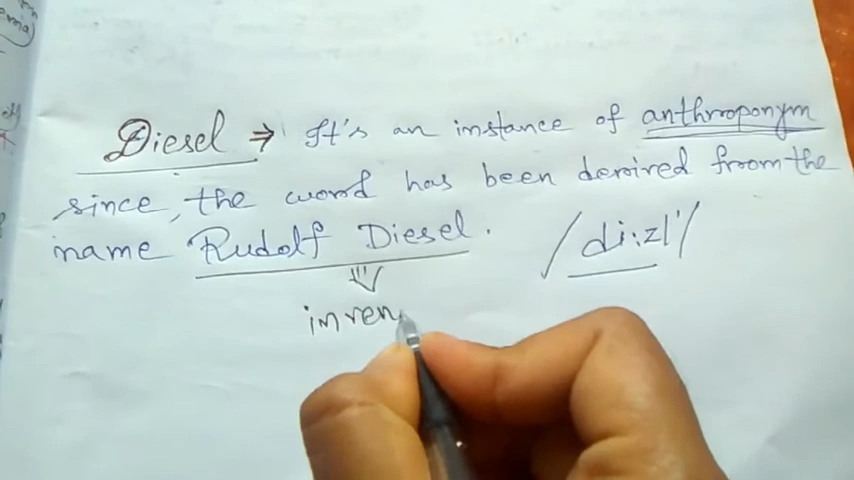 Diesel → It's an instance of anthroponym
since, the word has been derived from the
name Rudolf Diesel. /di:zl/
⇓
inven